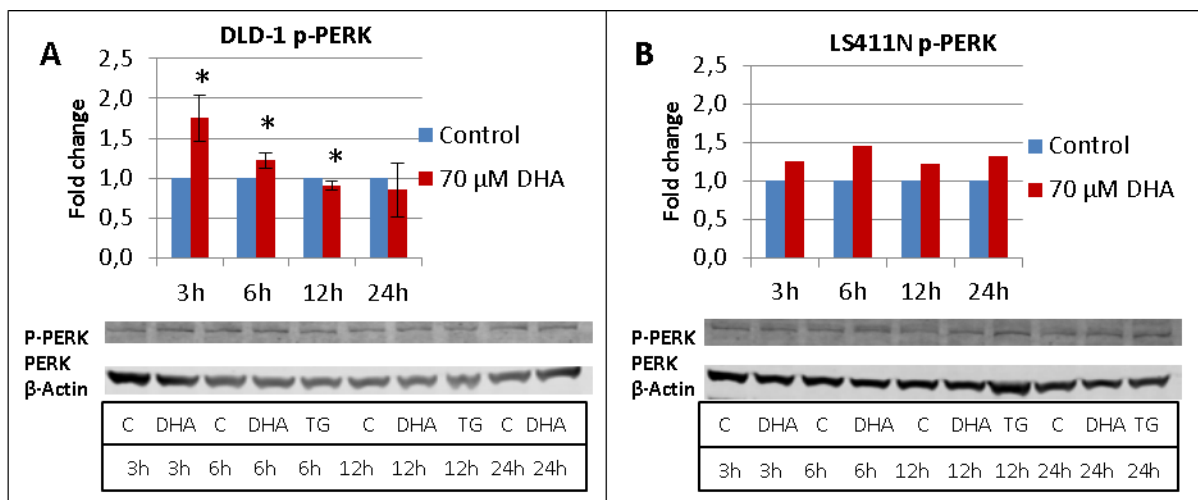 A
DLD-1 p-PERK
Fold change
2,5
2,0
1,5
1,0
0,5
0,0
* * *
Control
70 µM DHA
3h 6h 12h 24h
P-PERK
PERK
β-Actin
C DHA C DHA TG C DHA TG C DHA
3h 3h 6h 6h 6h 12h 12h 12h 24h 24h
B
LS411N p-PERK
Fold change
2,5
2,0
1,5
1,0
0,5
0,0
Control
70 µM DHA
3h 6h 12h 24h
P-PERK
PERK
β-Actin
C DHA C DHA C DHA TG C DHA TG
3h 3h 6h 6h 12h 12h 12h 24h 24h 24h